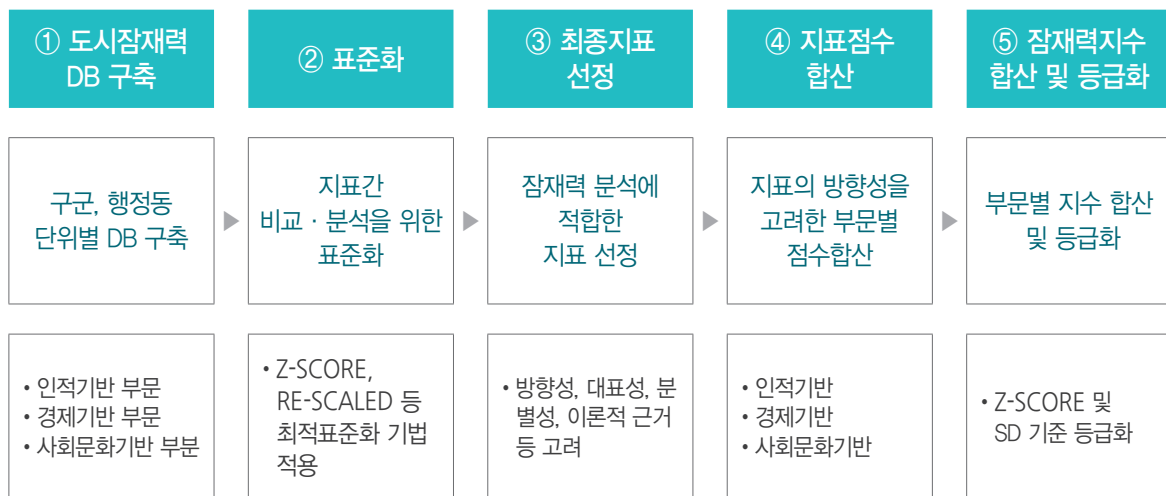 ① 도시잠재력
DB 구축
② 표준화
③ 최종지표
선정
④ 지표점수
합산
⑤ 잠재력지수
합산 및 등급화
구군, 행정동
단위별 DB 구축
지표간
비교 · 분석을 위한
표준화
잠재력 분석에
적합한
지표 선정
지표의 방향성을
고려한 부문별
점수합산
부문별 지수 합산
및 등급화
• 인적기반 부문
• 경제기반 부문
• 사회문화기반 부분
• Z-SCORE,
RE-SCALED 등
최적표준화 기법
적용
• 방향성, 대표성, 분
별성, 이론적 근거
등 고려
• 인적기반
• 경제기반
• 사회문화기반
• Z-SCORE 및
SD 기준 등급화